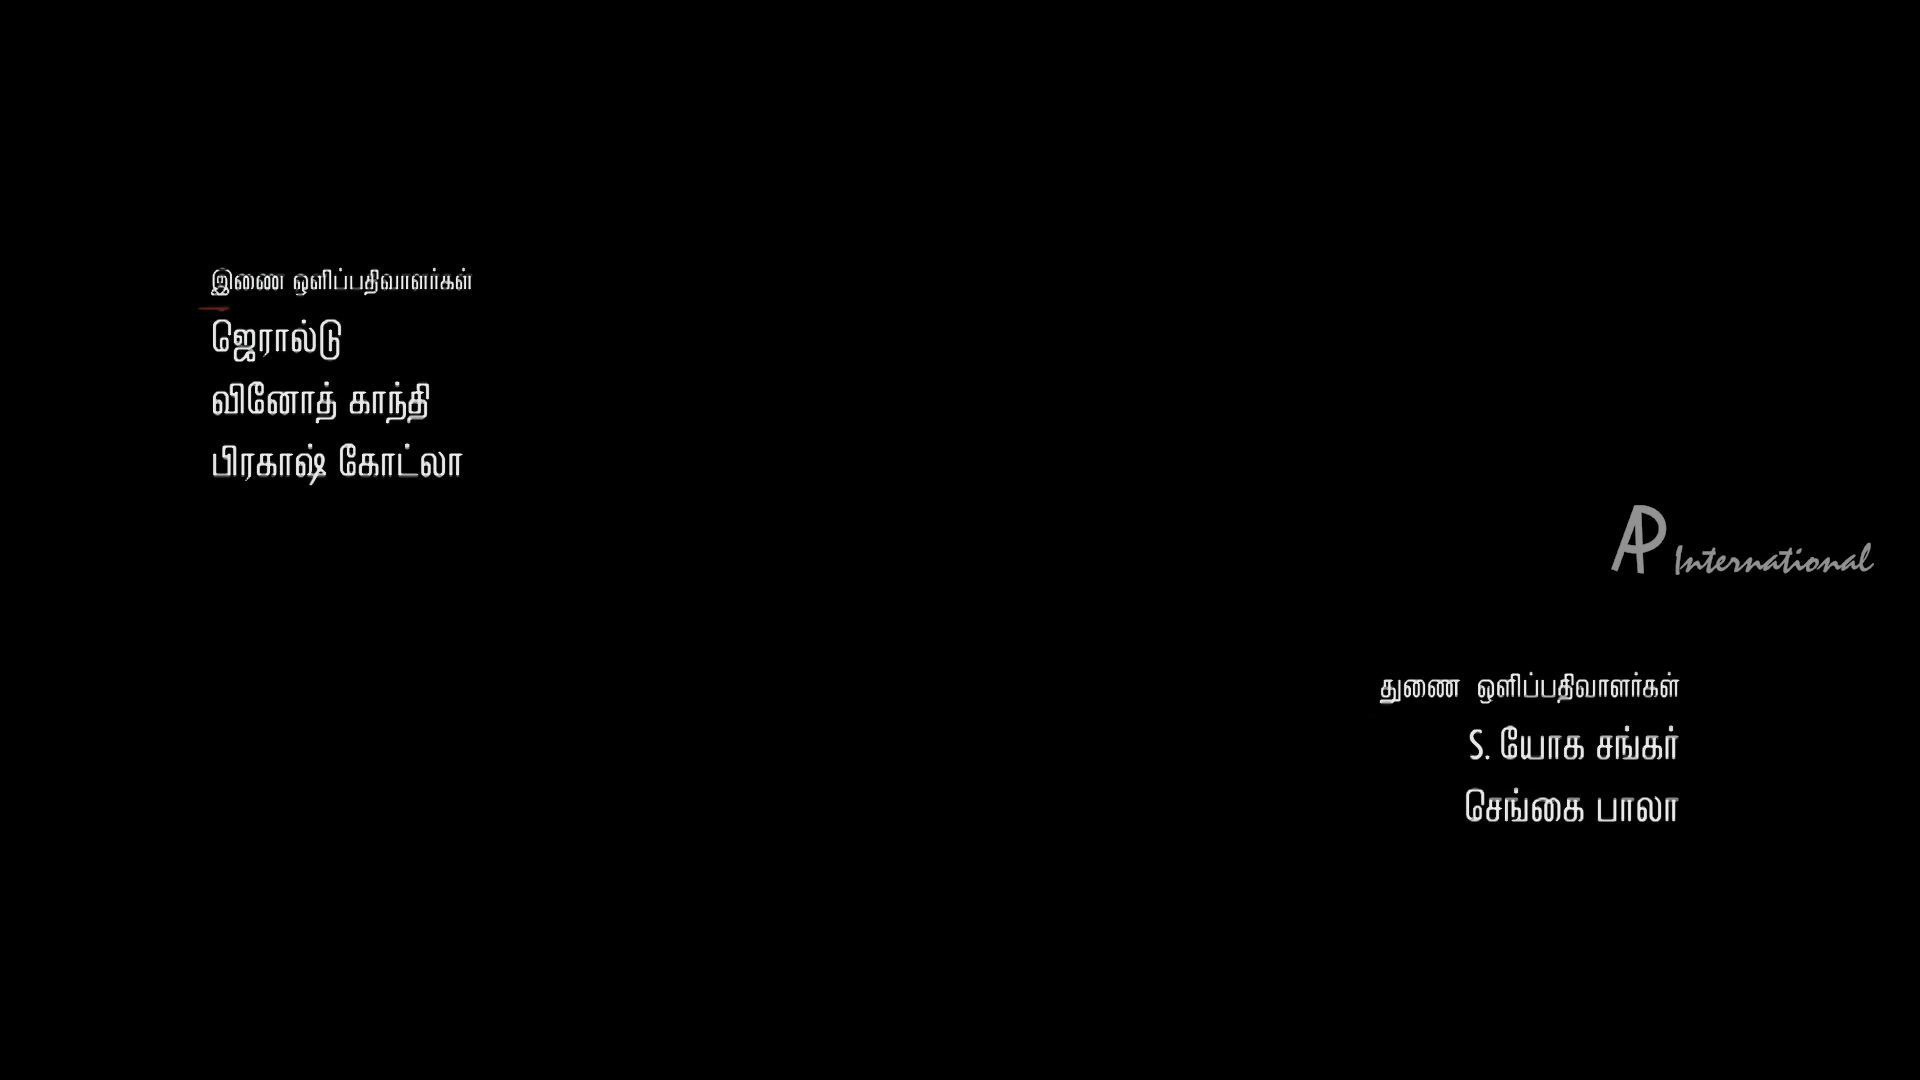 இணை ஒளிப்பதிவாளர்கள்
ஜெரால்டு
வினோத் காந்தி
பிரகாஷ் கோட்லா
AP International
துணை ஒளிப்பதிவாளர்கள்
S. யோக சங்கர்
செங்கை பாலா